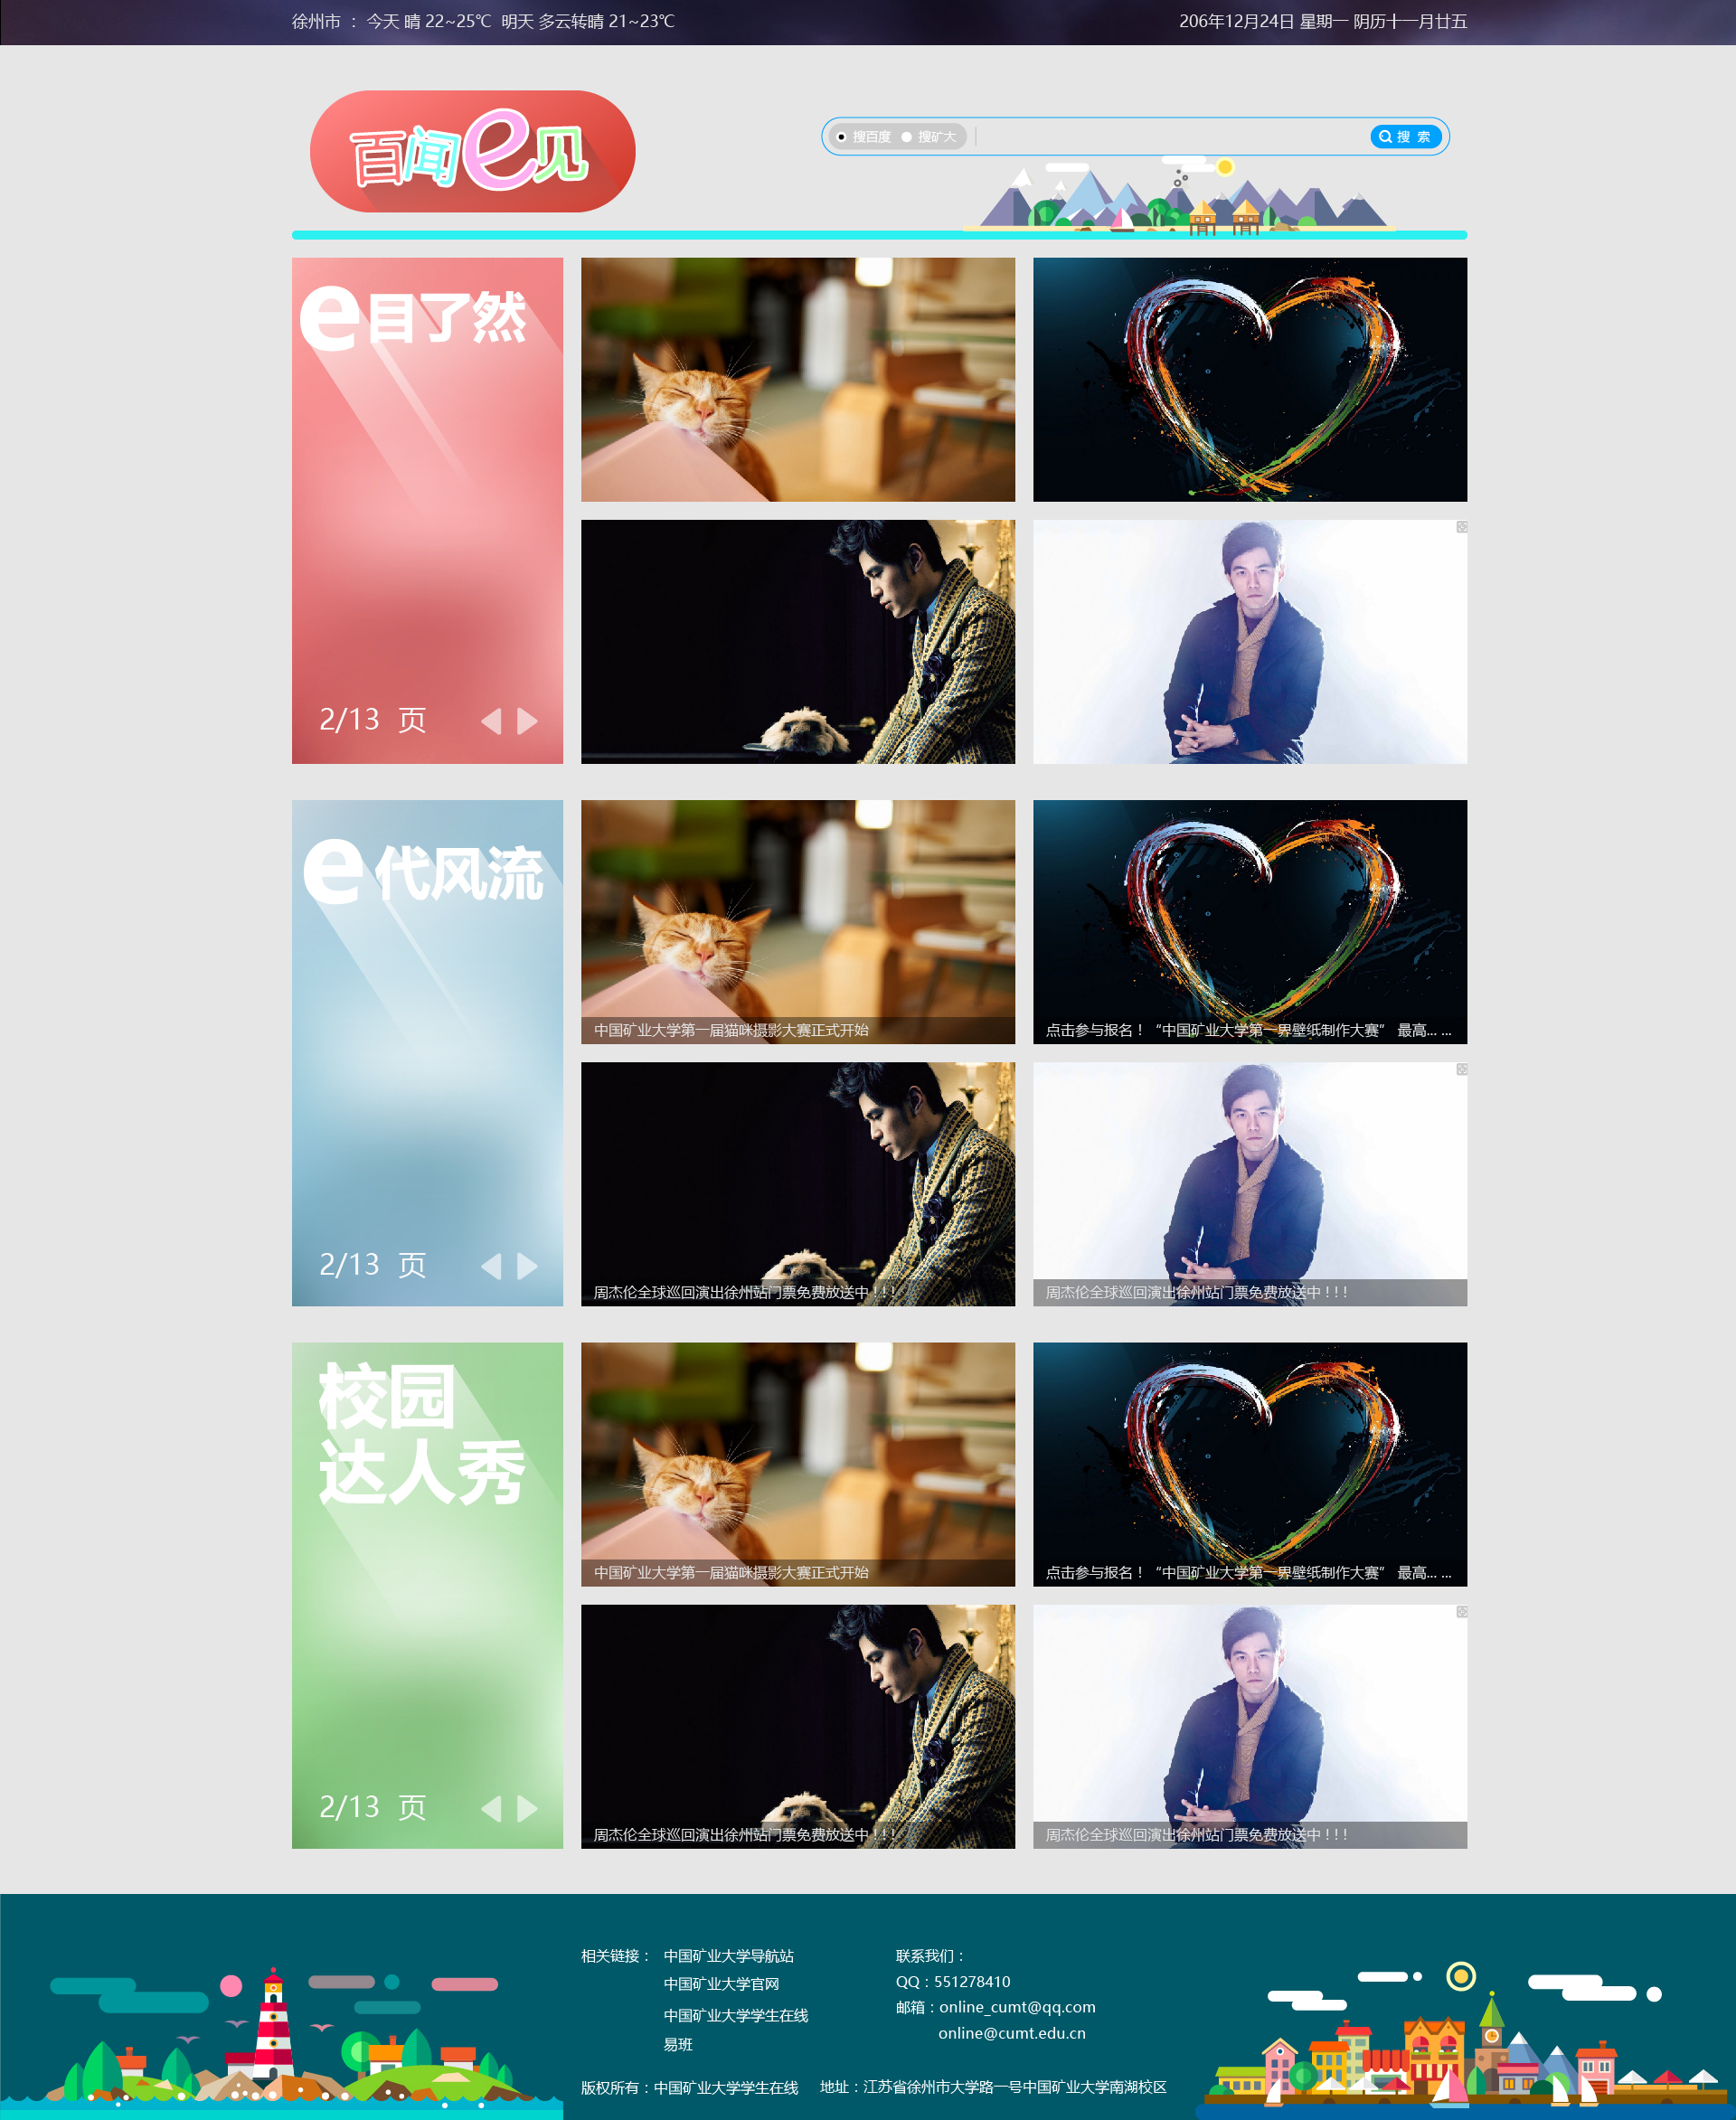 徐州市 ： 今天 晴 22~25℃ 明天 多云转晴 21~23℃
206年12月24日 星期一 阴历十一月廿五
百闻e见
搜百度 搜矿大
搜 索
e目了然
2/13 页
e代风流
2/13 页
中国矿业大学第一届猫咪摄影大赛正式开始
点击参与报名！“中国矿业大学第一界壁纸制作大赛” 最高... ...
周杰伦全球巡回演出徐州站门票免费放送中！！！
周杰伦全球巡回演出徐州站门票免费放送中！！！
校园
达人秀
2/13 页
中国矿业大学第一届猫咪摄影大赛正式开始
点击参与报名！“中国矿业大学第一界壁纸制作大赛” 最高... ...
周杰伦全球巡回演出徐州站门票免费放送中！！！
周杰伦全球巡回演出徐州站门票免费放送中！！！
相关链接： 中国矿业大学导航站
中国矿业大学官网
中国矿业大学学生在线
易班
联系我们：
QQ：551278410
邮箱：online_cumt@qq.com
online@cumt.edu.cn
版权所有：中国矿业大学学生在线
地址：江苏省徐州市大学路一号中国矿业大学南湖校区